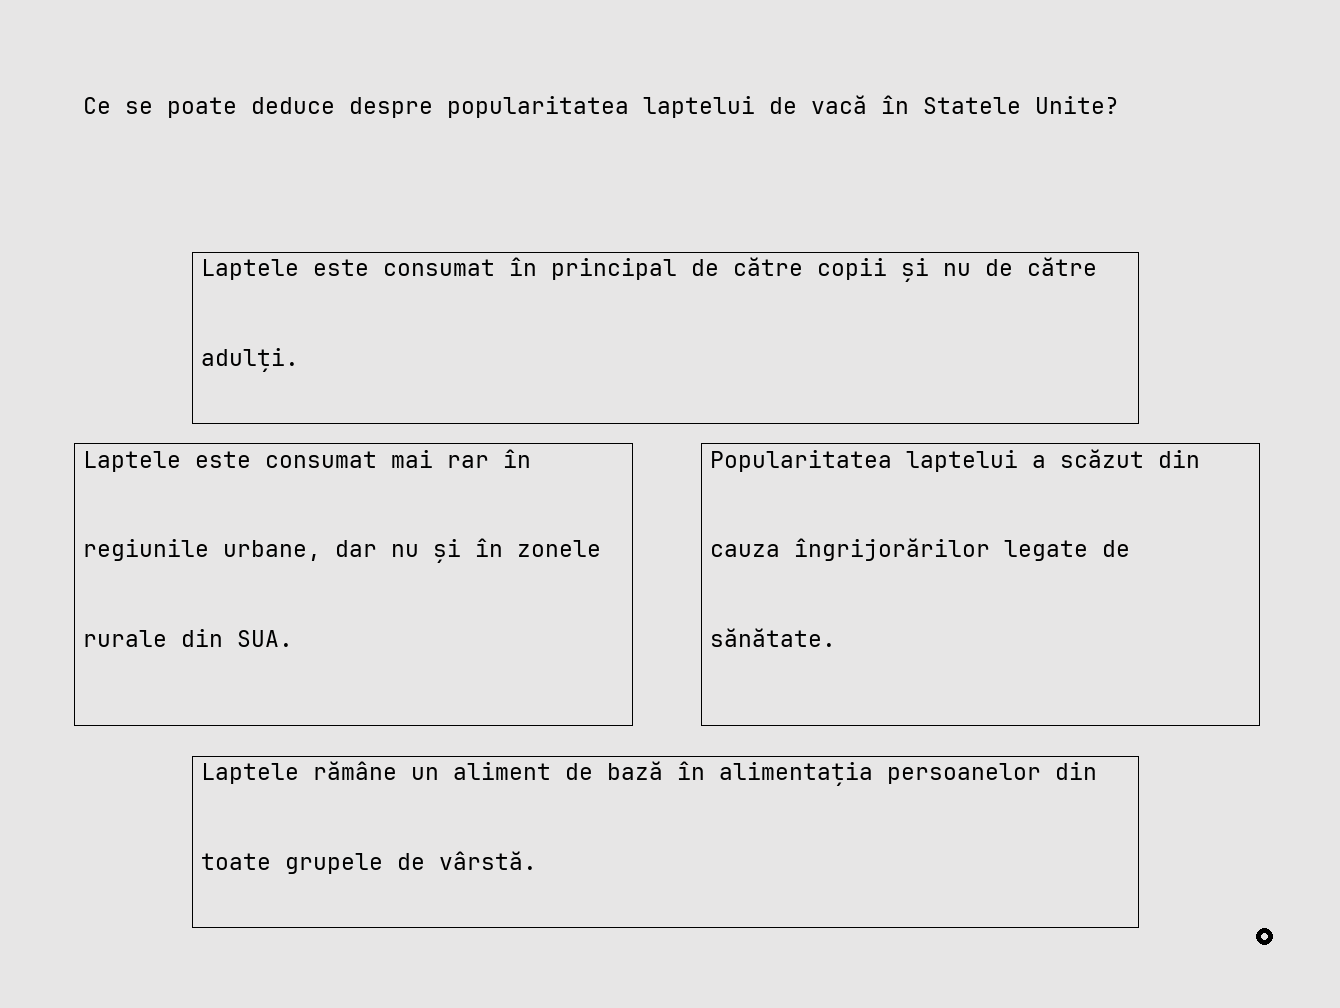 Ce se poate deduce despre popularitatea laptelui de vacă în Statele Unite?
Laptele este consumat în principal de către copii și nu de către
adulți.
Laptele este consumat mai rar în
regiunile urbane, dar nu și în zonele
rurale din SUA.
Popularitatea laptelui a scăzut din
cauza îngrijorărilor legate de
sănătate.
Laptele rămâne un aliment de bază în alimentația persoanelor din
toate grupele de vârstă.